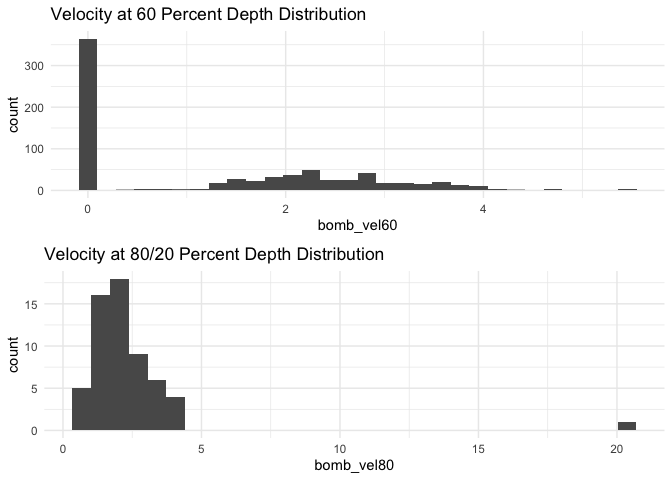 Velocity at 60 Percent Depth Distribution
300
200
100
0
count
0 2 4
bomb_vel60
Velocity at 80/20 Percent Depth Distribution
15
10
5
0
count
0 5 10 15 20
bomb_vel80